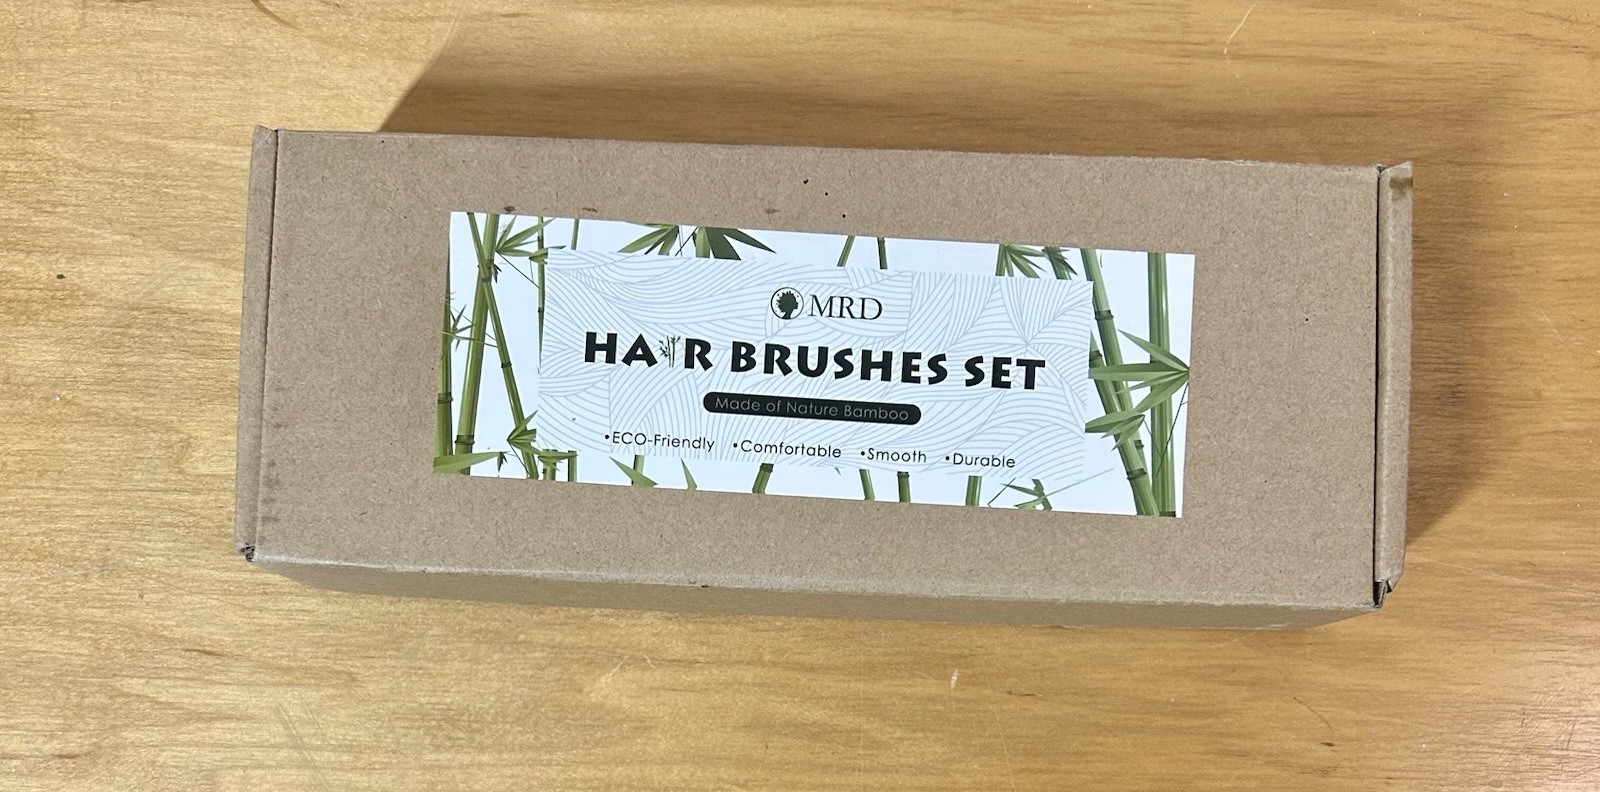 MRD
HAIR BRUSHES SET
Made of Nature Bamboo
•ECO-Friendly •Comfortable •Smooth •Durable